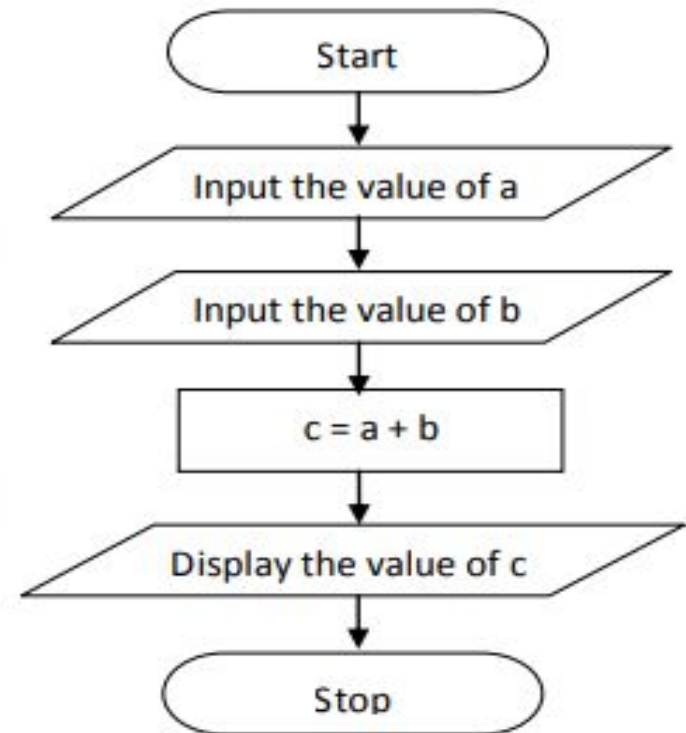 Start
Input the value of a
Input the value of b
c = a + b
Display the value of c
Stop